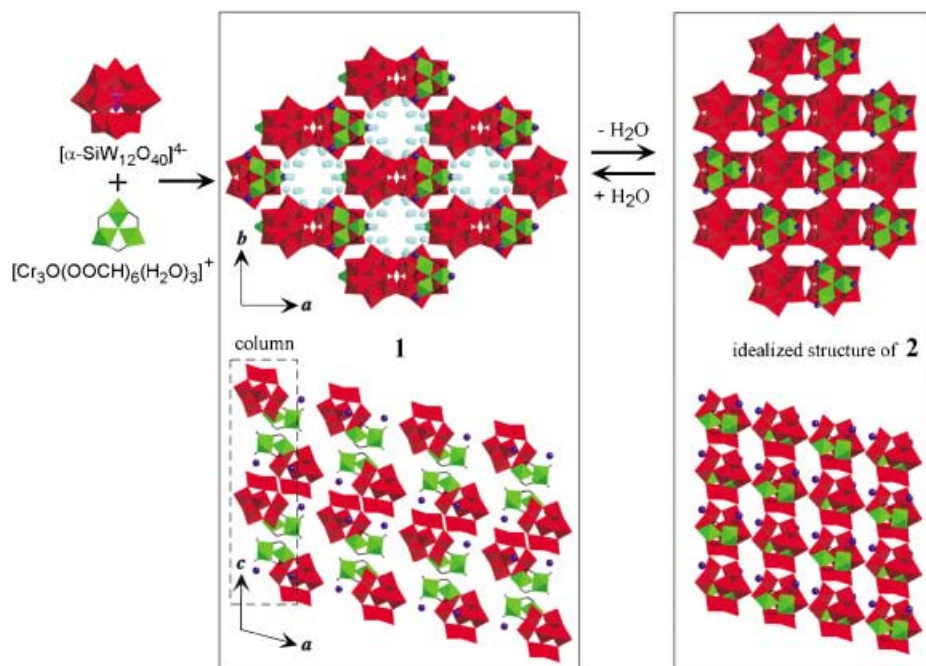 [α-SiW12O40]4-
+
[Cr3O(OOCH)6(H2O)3]+
b
a
column
1
c
a
- H2O
+ H2O
idealized structure of 2